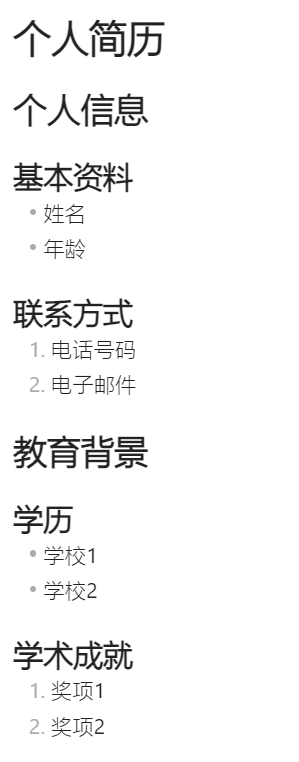 个人简历
个人信息
基本资料
• 姓名
• 年龄
联系方式
1. 电话号码
2. 电子邮件
教育背景
学历
• 学校1
• 学校2
学术成就
1. 奖项1
2. 奖项2